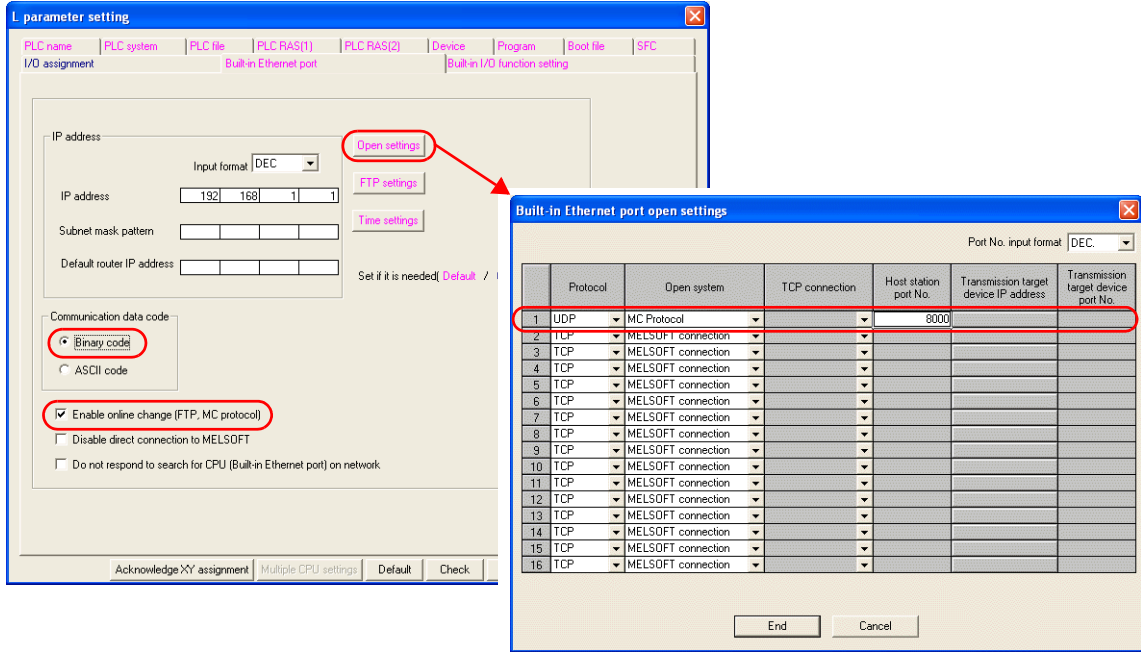 L parameter setting
PLC name PLC system PLC file PLC RAS(1) PLC RAS(2) Device Program Boot file SFC
I/O assignment Built-in Ethernet port Built-in I/O function setting
IP address
Input format DEC
IP address 192 168 1 1
Subnet mask pattern
Default router IP address
Open settings
FTP settings
Time settings
Set if it is needed( Default /
Communication data code
Binary code
ASCII code
Enable online change (FTP, MC protocol)
Disable direct connection to MELSOFT
Do not respond to search for CPU (Built-in Ethernet port) on network
Acknowledge XY assignment Multiple CPU settings Default Check
Built-in Ethernet port open settings
Port No. input format DEC.
Protocol Open system TCP connection Host station port No. Transmission target device IP address Transmission target device port No.
1 UDP MC Protocol 8000
2 TCP MELSOFT connection
3 TCP MELSOFT connection
4 TCP MELSOFT connection
5 TCP MELSOFT connection
6 TCP MELSOFT connection
7 TCP MELSOFT connection
8 TCP MELSOFT connection
9 TCP MELSOFT connection
10 TCP MELSOFT connection
11 TCP MELSOFT connection
12 TCP MELSOFT connection
13 TCP MELSOFT connection
14 TCP MELSOFT connection
15 TCP MELSOFT connection
16 TCP MELSOFT connection
End Cancel